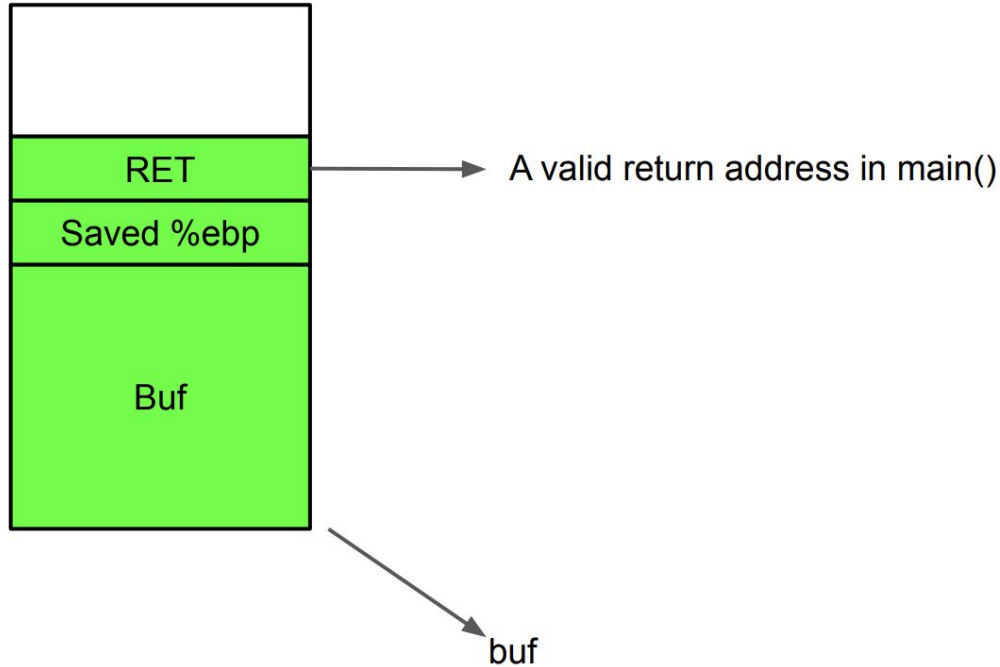 RET
A valid return address in main()
Saved %ebp
Buf
buf